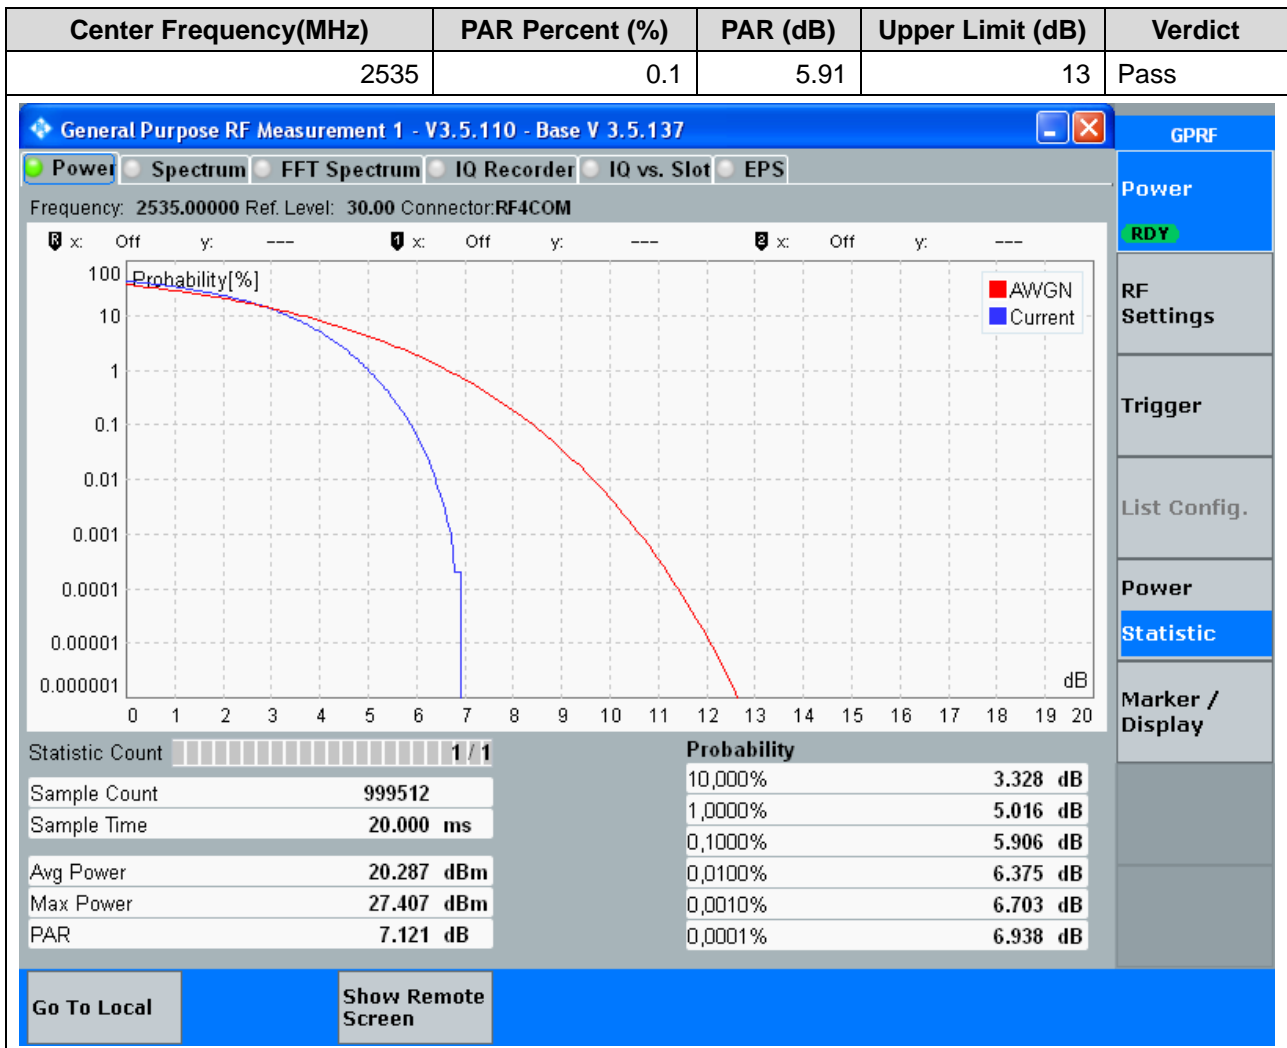 Center Frequency(MHz) PAR Percent (%) PAR (dB) Upper Limit (dB) Verdict
2535 0.1 5.91 13 Pass
General Purpose RF Measurement 1 - V3.5.110 - Base V 3.5.137
GPRF
Power Spectrum FFT Spectrum IQ Recorder IQ vs. Slot EPS
Frequency: 2535.00000 Ref. Level: 30.00 Connector:RF4COM
R x: Off y: --- 1 x: Off y: --- 2 x: Off y: ---
Probability[%]
AWGN
Current
100
10
1
0.1
0.01
0.001
0.0001
0.00001
0.000001
dB
0 1 2 3 4 5 6 7 8 9 10 11 12 13 14 15 16 17 18 19 20
Statistic Count 1 / 1
Sample Count 999512
Sample Time 20.000 ms
Avg Power 20.287 dBm
Max Power 27.407 dBm
PAR 7.121 dB
Probability
10,000% 3.328 dB
1,0000% 5.016 dB
0,1000% 5.906 dB
0,0100% 6.375 dB
0,0010% 6.703 dB
0,0001% 6.938 dB
Power
RDY
RF
Settings
Trigger
List Config.
Power
Statistic
Marker /
Display
Go To Local
Show Remote
Screen